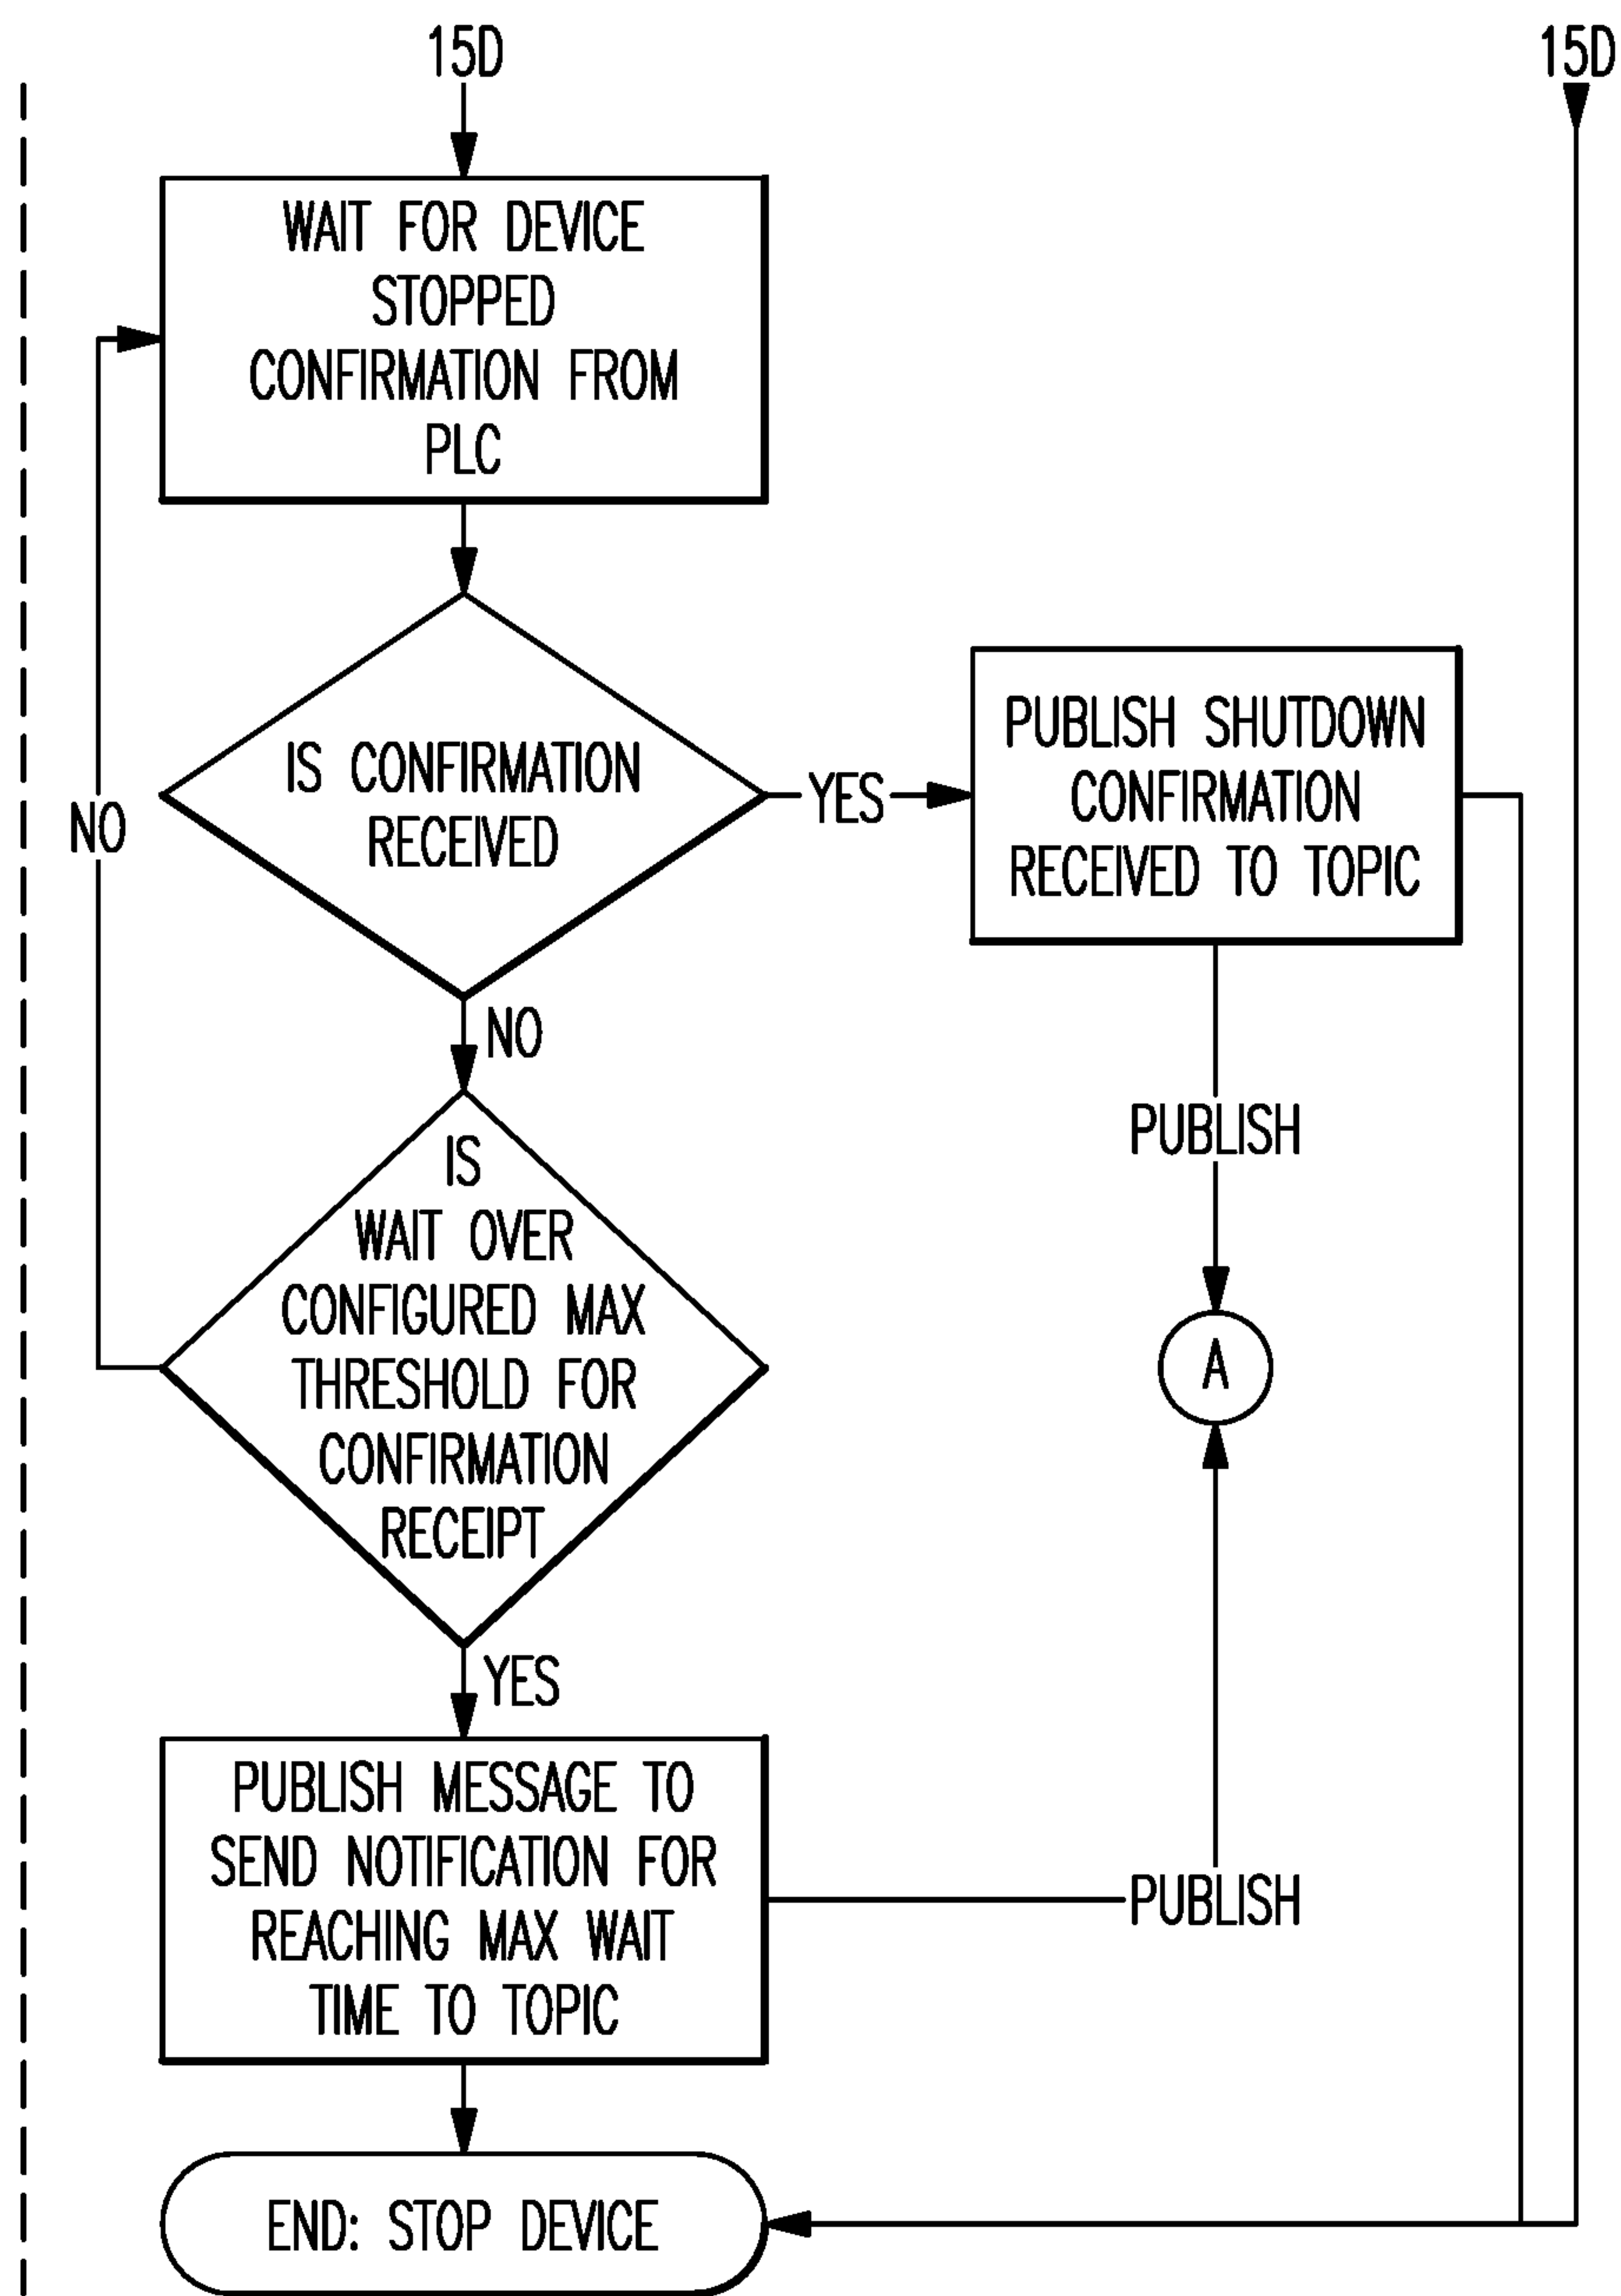 15D
15D
WAIT FOR DEVICE
STOPPED
CONFIRMATION FROM
PLC
IS CONFIRMATION
RECEIVED
YES
PUBLISH SHUTDOWN
CONFIRMATION
RECEIVED TO TOPIC
NO
NO
PUBLISH
IS
WAIT OVER
CONFIGURED MAX
THRESHOLD FOR
CONFIRMATION
RECEIPT
A
YES
PUBLISH MESSAGE TO
SEND NOTIFICATION FOR
REACHING MAX WAIT
TIME TO TOPIC
PUBLISH
END: STOP DEVICE